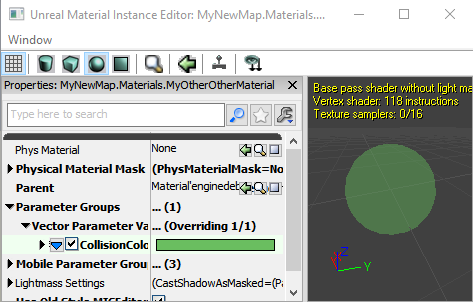 Unreal Material Instance Editor: MyNewMap.Materials....
Window
Properties: MyNewMap.Materials.MyOtherOtherMaterial
Type here to search
Phys Material None
Physical Material Mask (PhysMaterialMask=No
Parent Material'enginedeb
Parameter Groups ... (1)
Vector Parameter Va ... (Overriding 1/1)
CollisionColo
Mobile Parameter Grou ... (3)
Lightmass Settings (CastShadowAsMasked=(Pa
Use Old Style MICEditor
Base pass shader without light ma
Vertex shader: 118 instructions
Texture samplers: 0/16
Z
Y